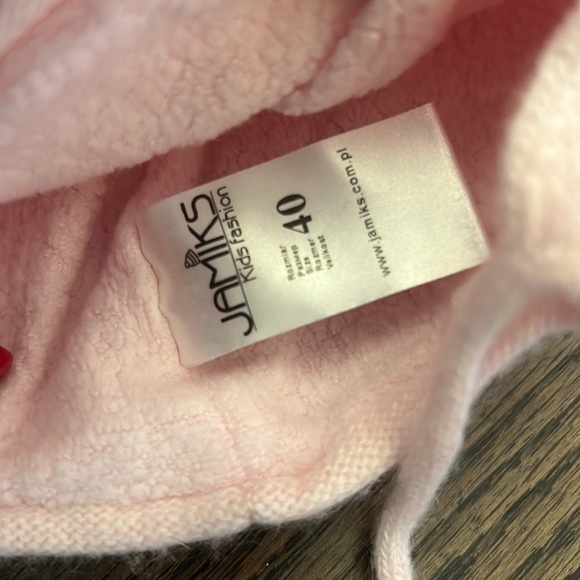 JAMIKS
Kids fashion
Rozmiar
Размер
Size
Rozmer
Velikost
40
www.jamiks.com.pl